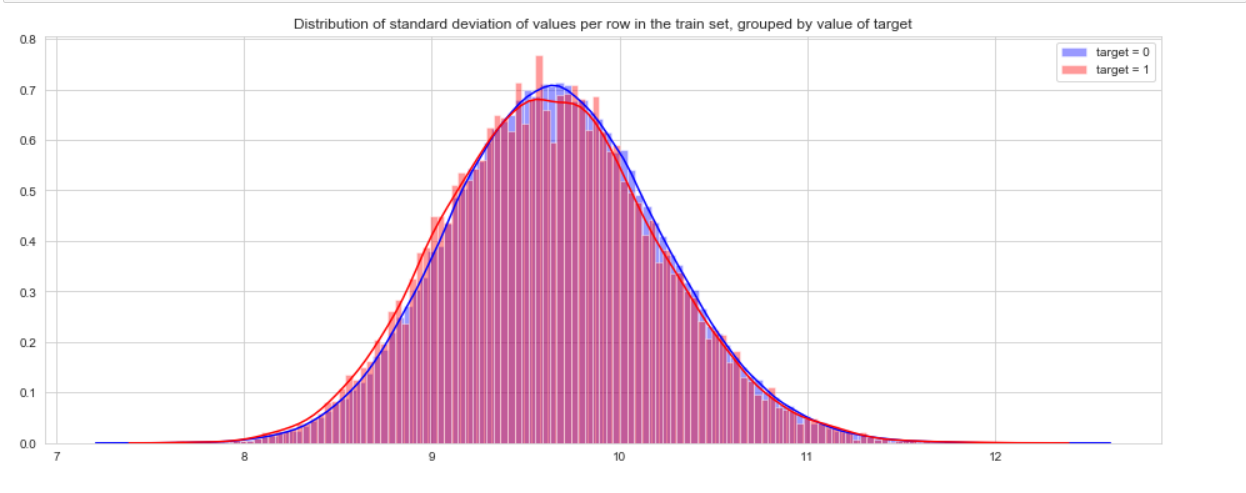 Distribution of standard deviation of values per row in the train set, grouped by value of target
0.8
0.7
0.6
0.5
0.4
0.3
0.2
0.1
0.0
target = 0
target = 1
7 8 9 10 11 12